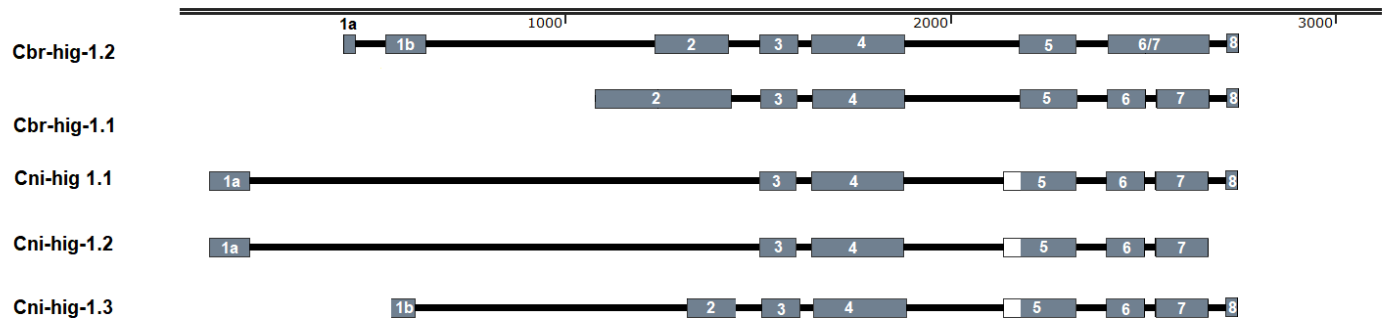 1000 2000 3000
1a
Cbr-hig-1.2 1b 2 3 4 5 6/7 8
Cbr-hig-1.1 2 3 4 5 6 7 8
Cni-hig 1.1 1a 3 4 5 6 7 8
Cni-hig-1.2 1a 3 4 5 6 7
Cni-hig-1.3 1b 2 3 4 5 6 7 8